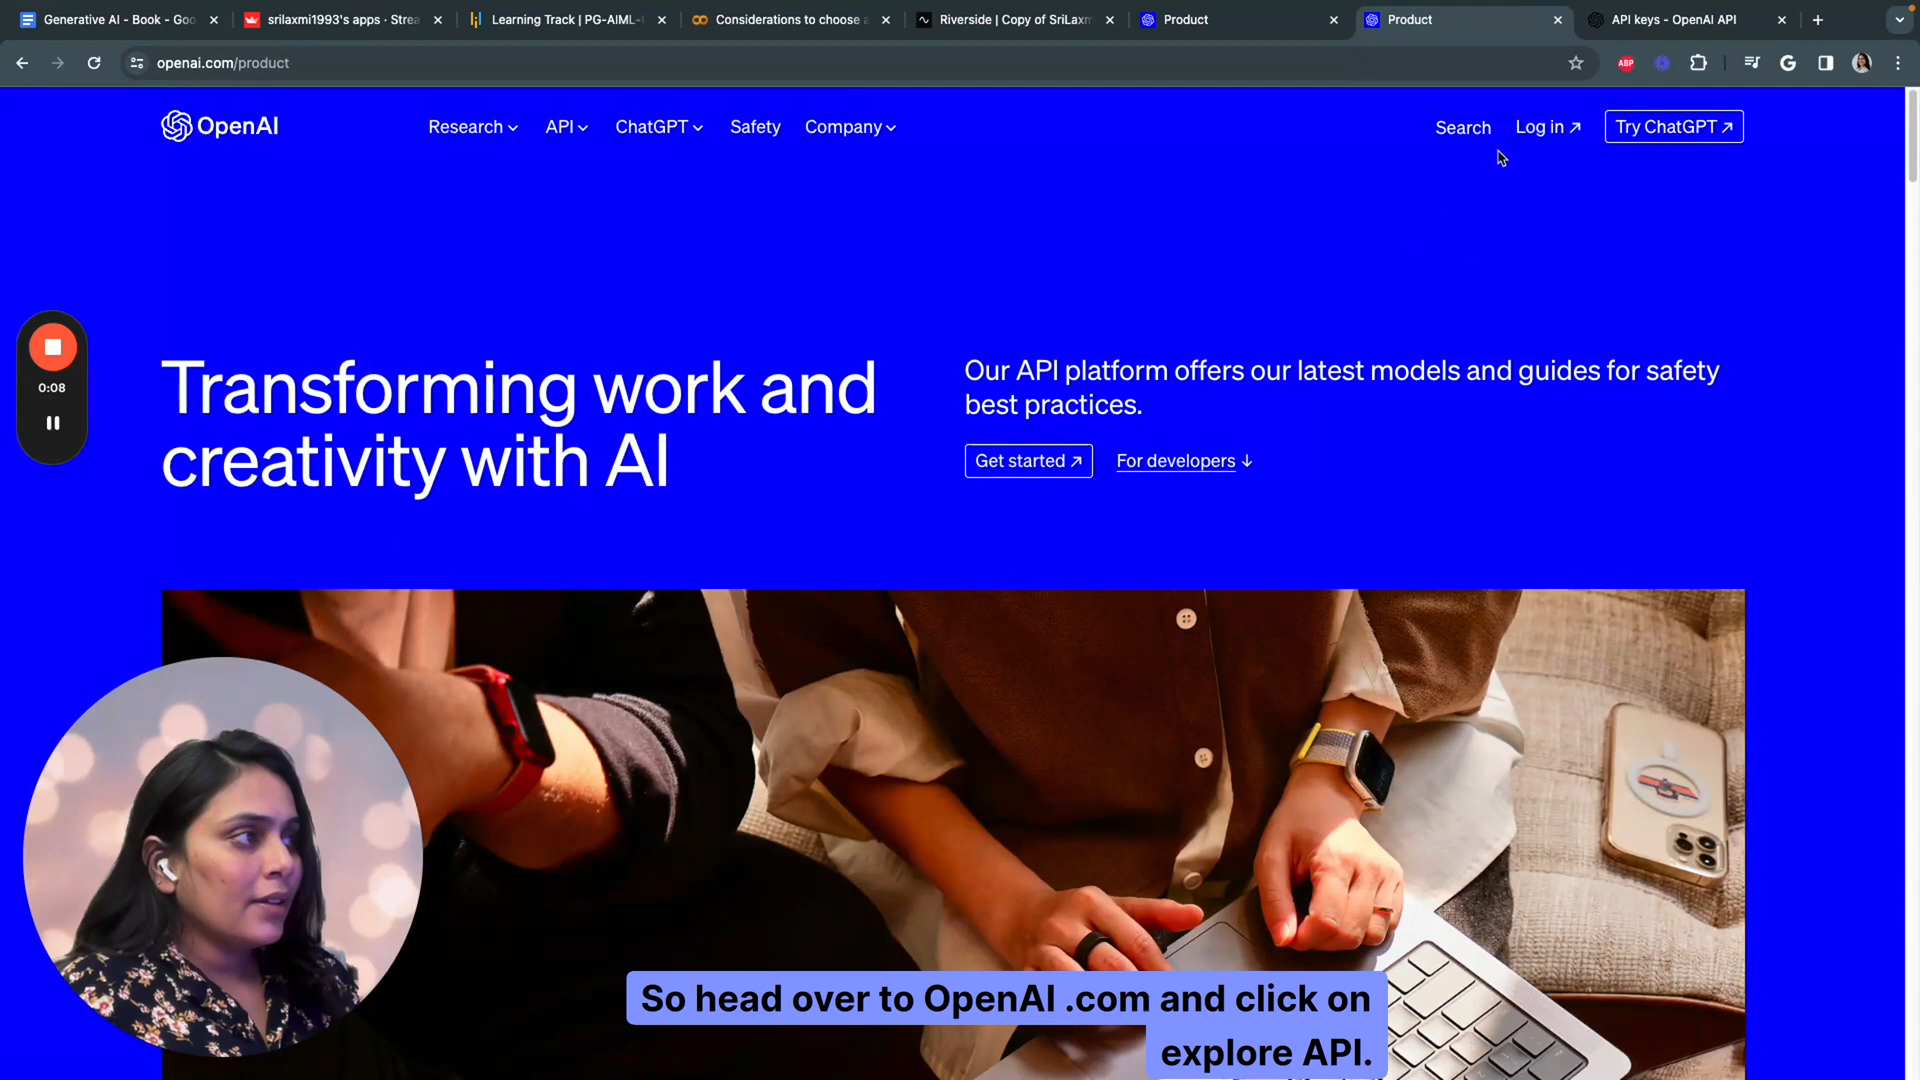 Generative AI - Book - Goo
srilaxmi1993's apps · Strea
Learning Track | PG-AIML-
Considerations to choose a
Riverside | Copy of SriLaxm
Product
Product
API keys - OpenAI API
openai.com/product
ABP
OpenAI
Research
API
ChatGPT
Safety
Company
Search
Log in ↗
Try ChatGPT ↗
Transforming work and
creativity with AI
Our API platform offers our latest models and guides for safety
best practices.
Get started ↗
For developers ↓
0:08
So head over to OpenAI .com and click on
explore API.